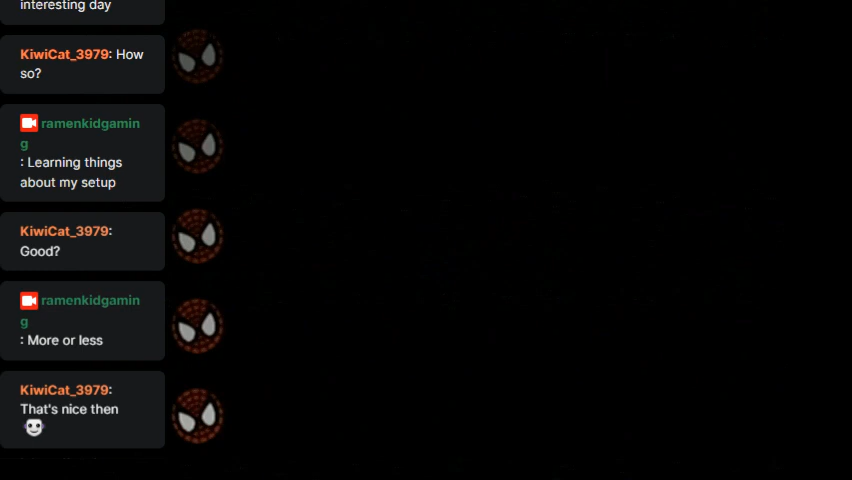 interesting day
KiwiCat_3979: How
so?
ramenkidgamin
g
: Learning things
about my setup
KiwiCat_3979:
Good?
ramenkidgamin
g
: More or less
KiwiCat_3979:
That's nice then